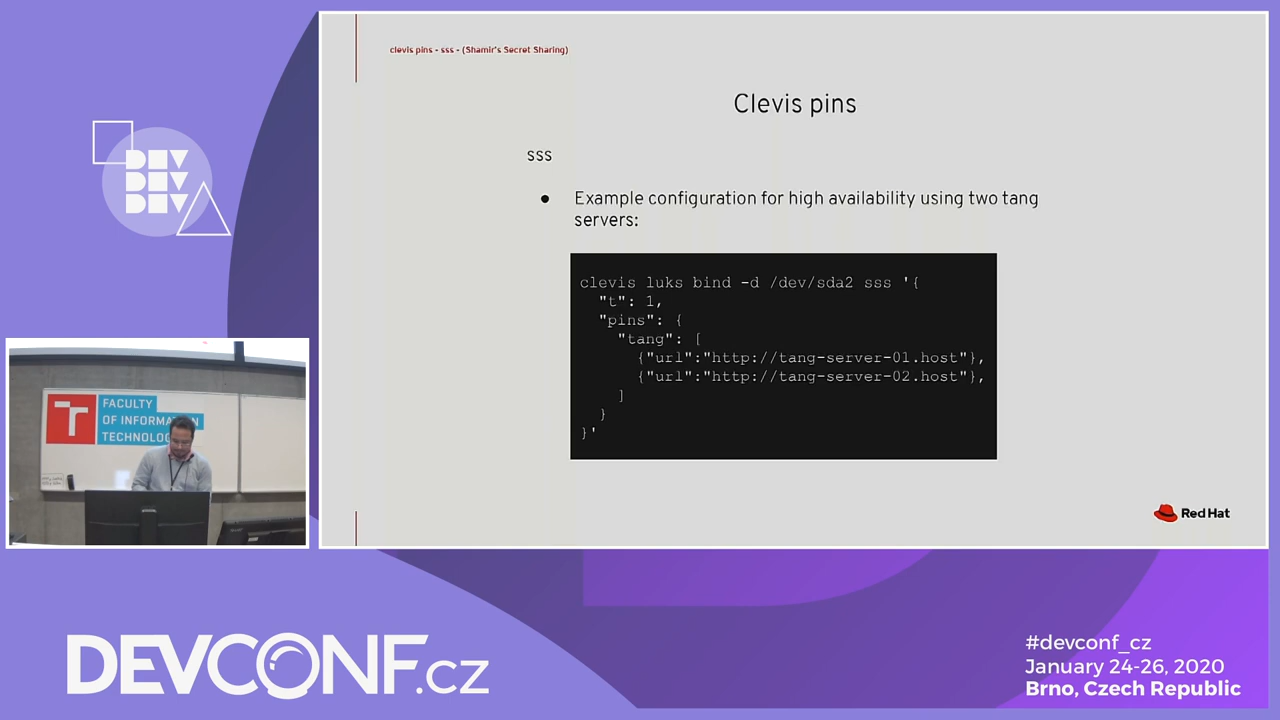 clevis pins - sss - (Shamir's Secret Sharing)
Clevis pins
sss
● Example configuration for high availability using two tang
servers:
clevis luks bind -d /dev/sda2 sss '{
"t": 1,
"pins": {
"tang": [
{"url":"http://tang-server-01.host"},
{"url":"http://tang-server-02.host"},
]
}
}'
Red Hat
DEV
DEV
DEV
FACULTY
OF INFORMA
TECHNOLO
DEVCONF.cz
#devconf_cz
January 24-26, 2020
Brno, Czech Republic